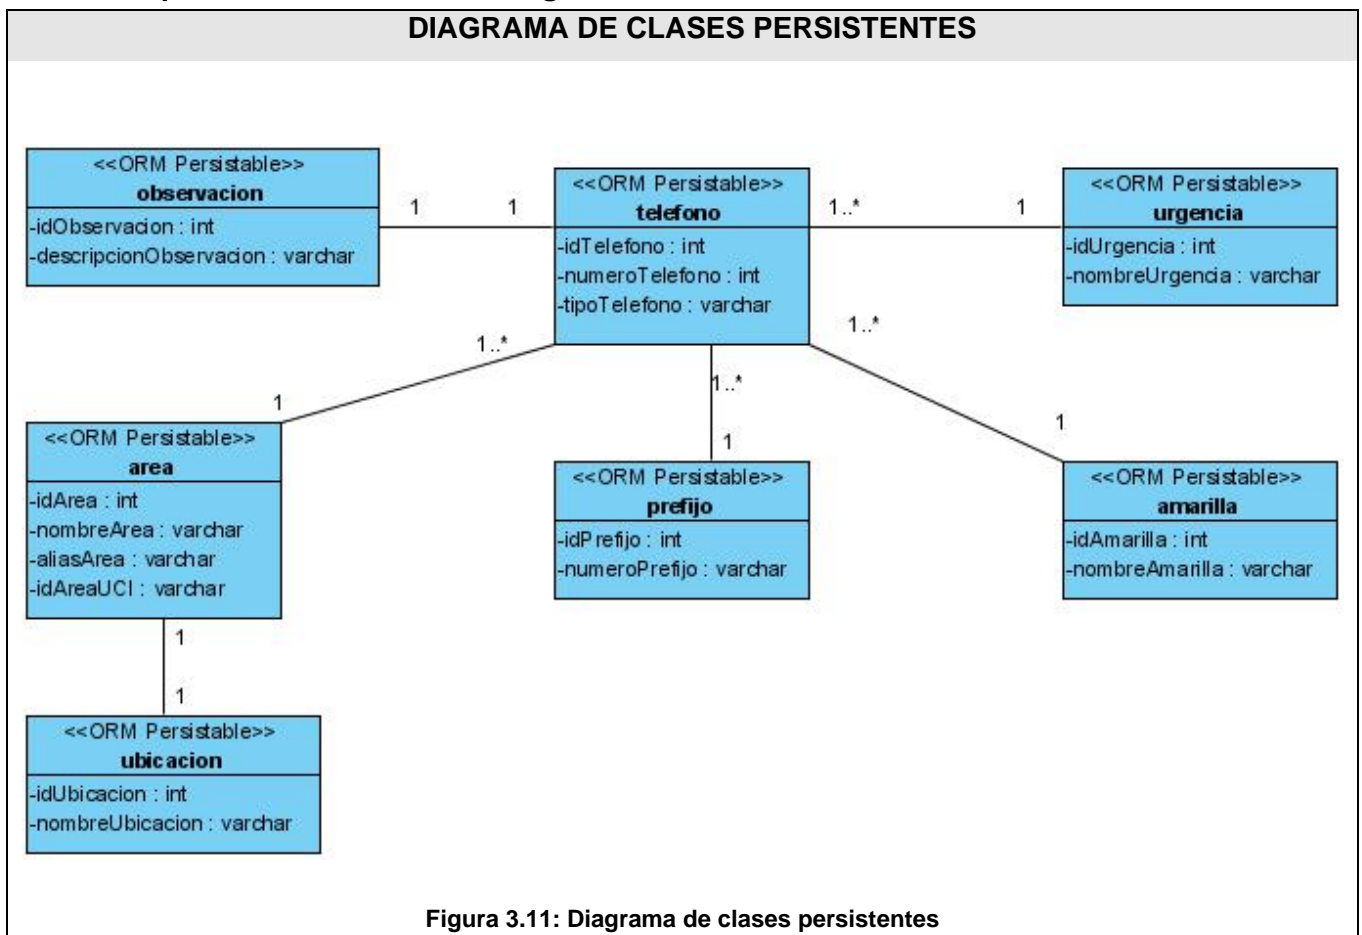 DIAGRAMA DE CLASES PERSISTENTES
<<ORM Persistable>>
observacion
-idObservacion : int
-descripcionObservacion : varchar
1
1
<<ORM Persistable>>
telefono
-idTelefono : int
-numeroTelefono : int
-tipoTelefono : varchar
1..*
1
<<ORM Persistable>>
urgencia
-idUrgencia : int
-nombreUrgencia : varchar
1..*
1
1..*
1
1..*
1
<<ORM Persistable>>
area
-idArea : int
-nombreArea : varchar
-aliasArea : varchar
-idAreaUCI : varchar
<<ORM Persistable>>
prefijo
-idPrefijo : int
-numeroPrefijo : varchar
<<ORM Persistable>>
amarilla
-idAmarilla : int
-nombreAmarilla : varchar
1
1
<<ORM Persistable>>
ubicacion
-idUbicacion : int
-nombreUbicacion : varchar
Figura 3.11: Diagrama de clases persistentes